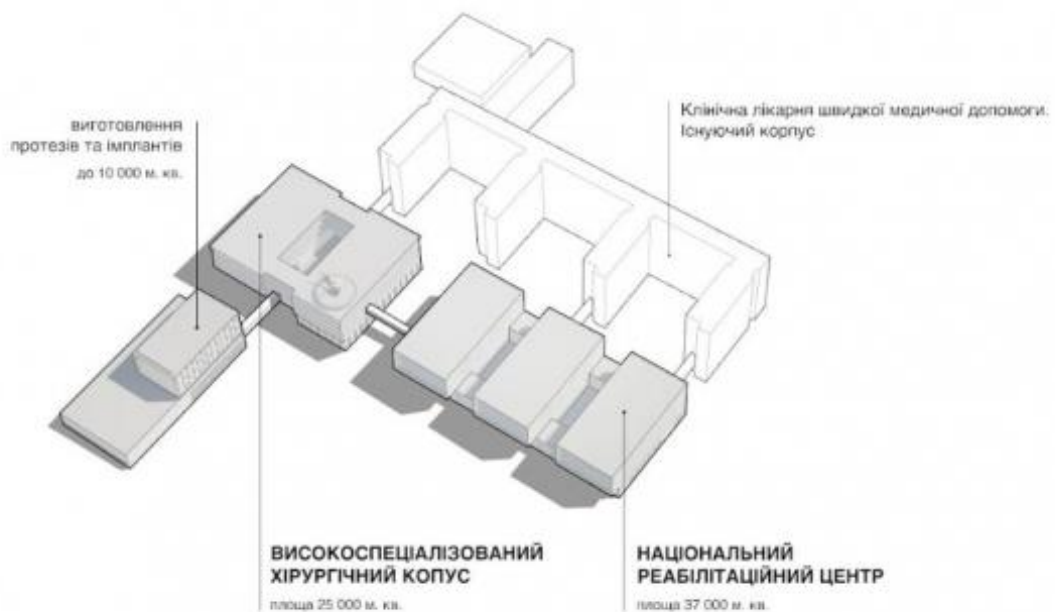 виготовлення
протезів та імплантів
до 10 000 м. кв.
Клінічна лікарня швидкої медичної допомоги.
Існуючий корпус
ВИСОКОСПЕЦІАЛІЗОВАНИЙ
ХІРУРГІЧНИЙ КОПУС
площа 25 000 м. кв.
НАЦІОНАЛЬНИЙ
РЕАБІЛІТАЦІЙНИЙ ЦЕНТР
площа 37 000 м. кв.